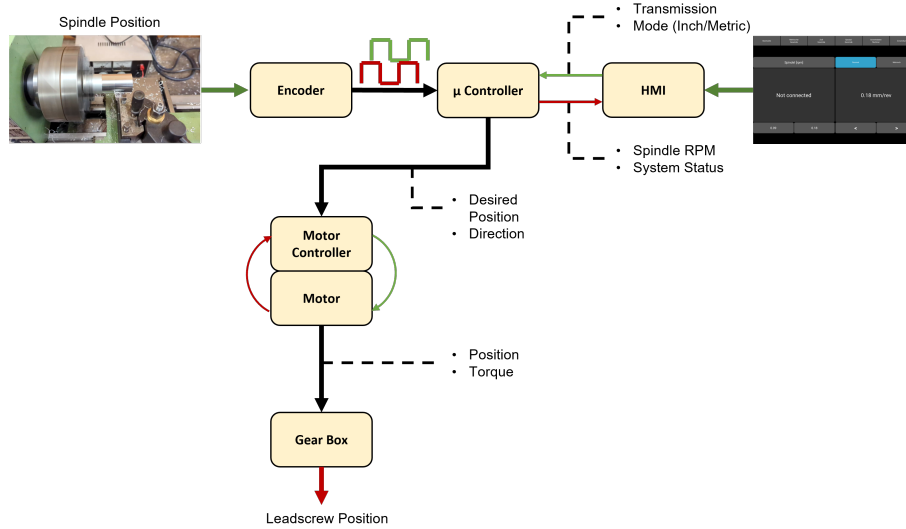 • Transmission
• Mode (Inch/Metric)
Spindle Position
Encoder
µ Controller
HMI
Not connected
0.18 mm/rev
• Spindle RPM
• System Status
• Desired
Position
• Direction
Motor
Controller
Motor
• Position
• Torque
Gear Box
Leadscrew Position